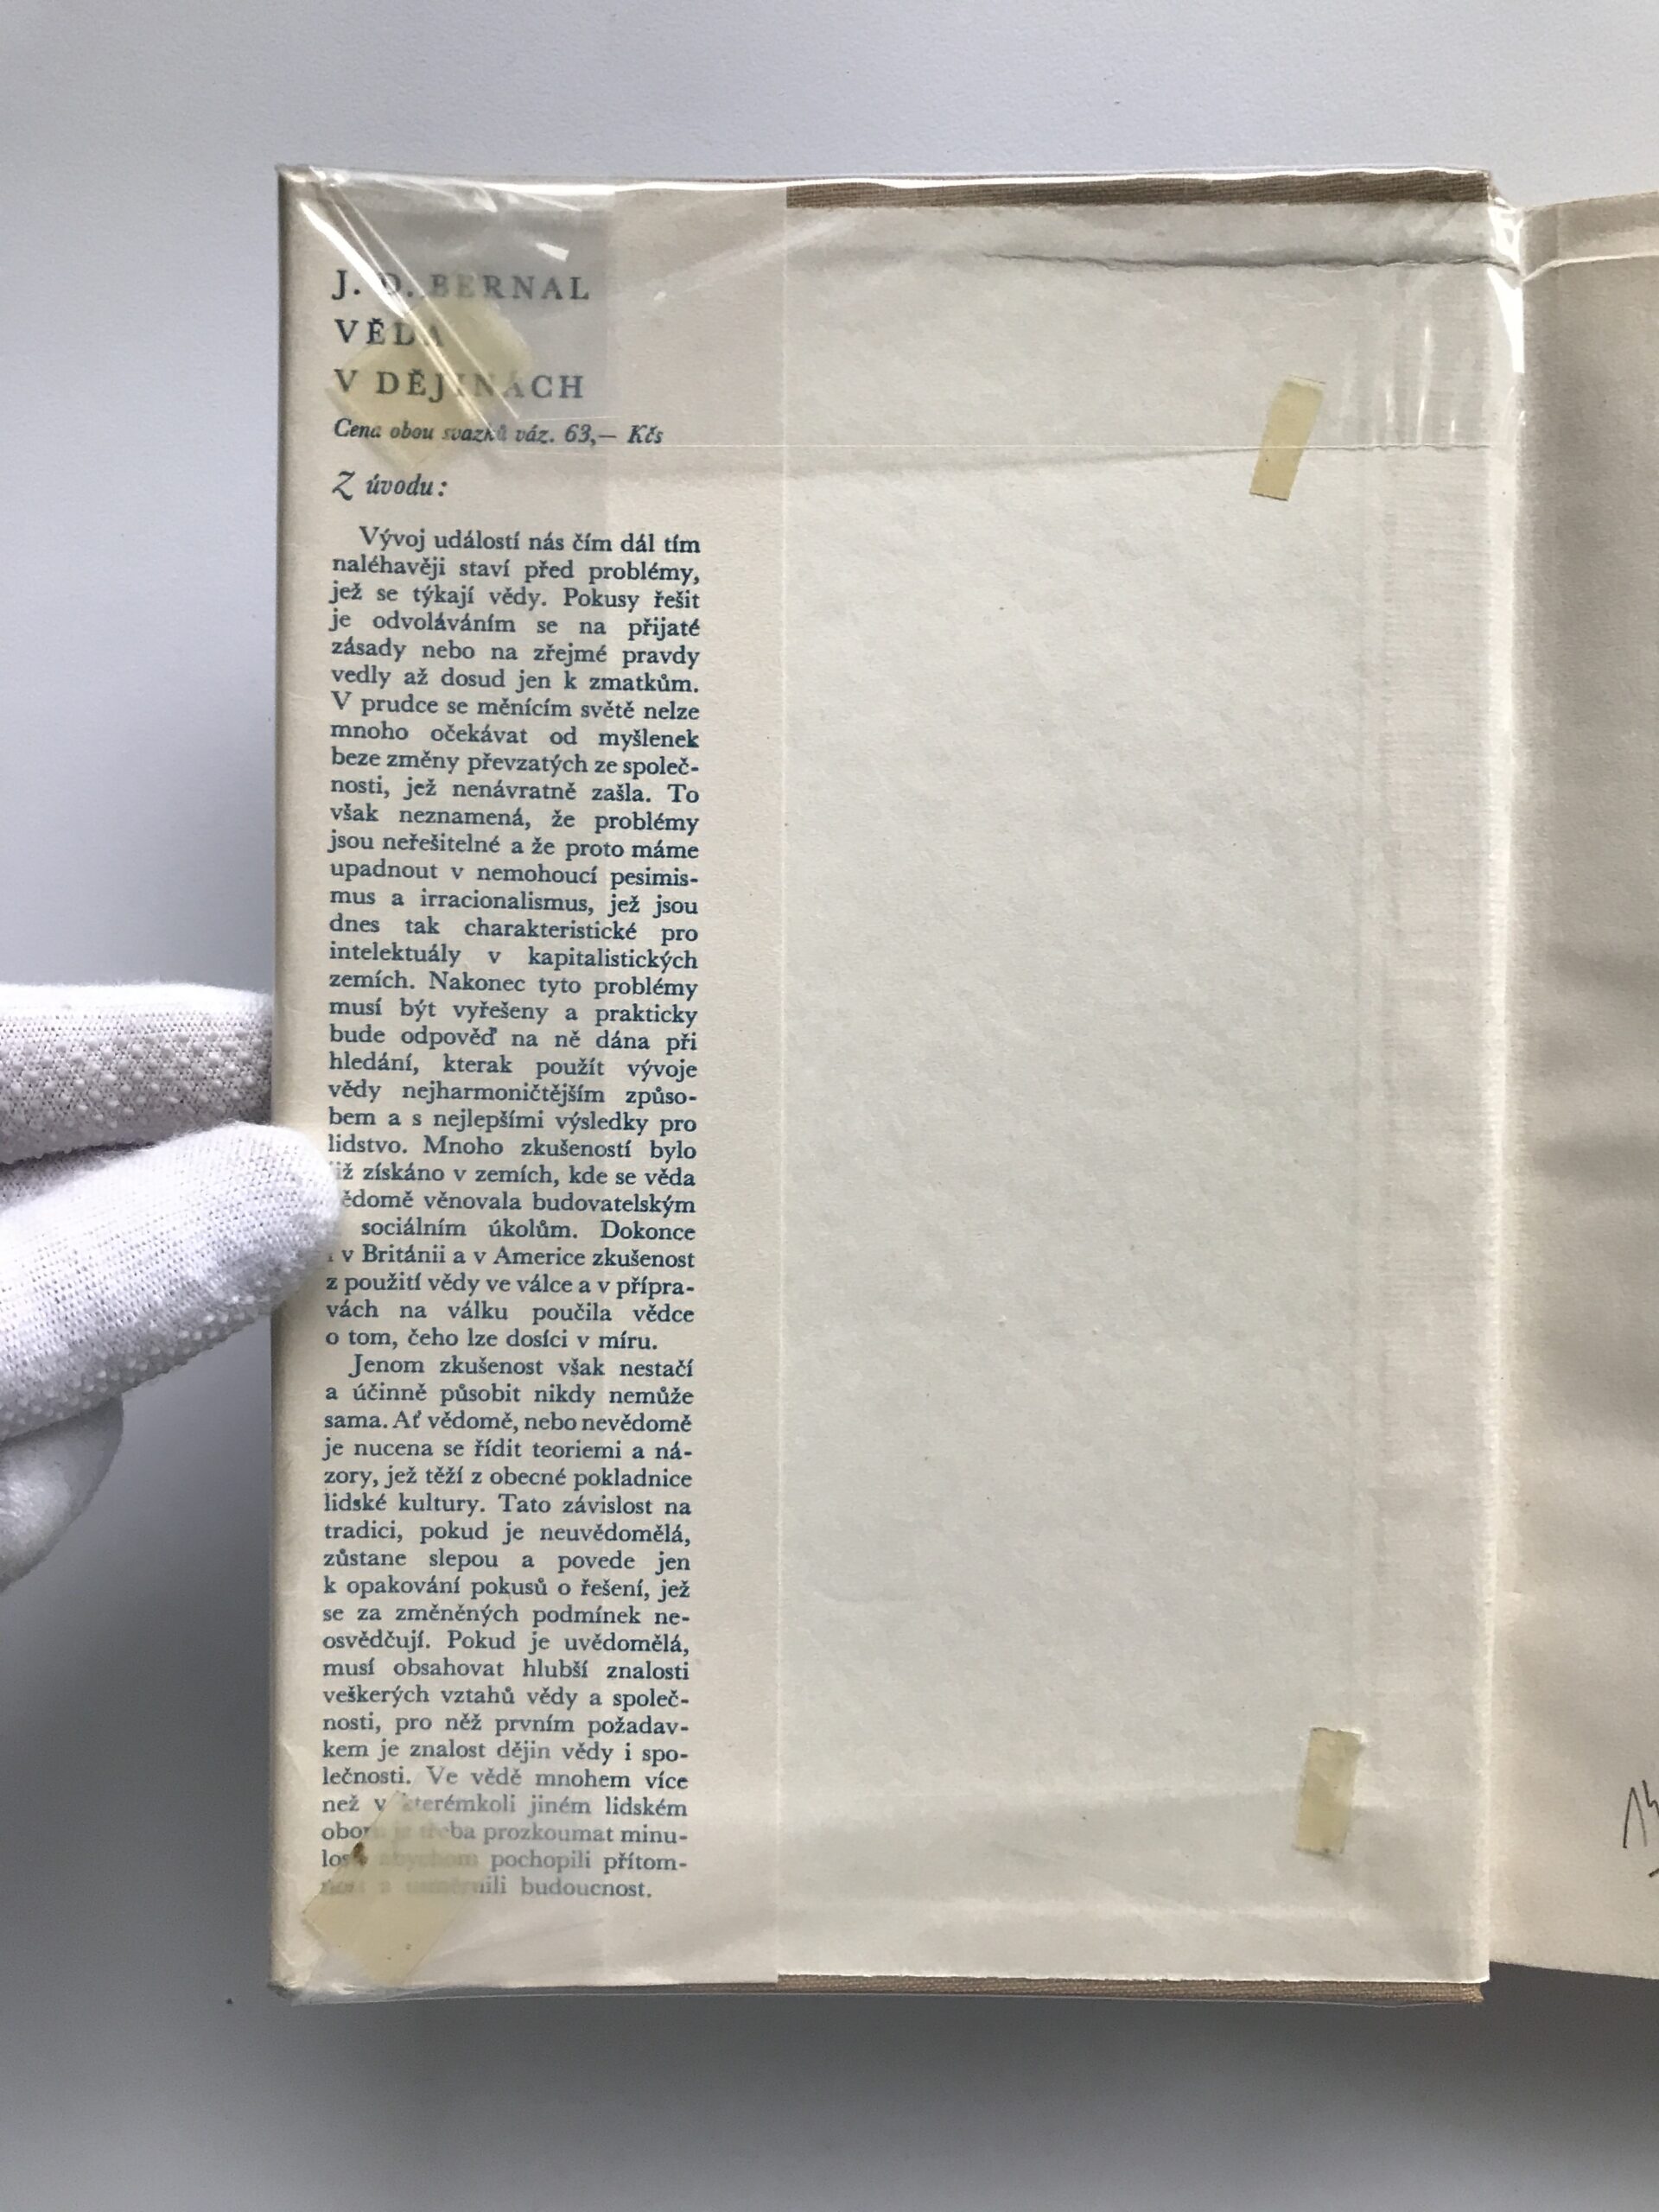 J. D. BERNAL
VĚDA
V DĚJINÁCH
Cena obou svazků váz. 63,— Kčs
Z úvodu:
Vývoj událostí nás čím dál tím
naléhavěji staví před problémy,
jež se týkají vědy. Pokusy řešit
je odvoláváním se na přijaté
zásady nebo na zřejmé pravdy
vedly až dosud jen k zmatkům.
V prudce se měnícím světě nelze
mnoho očekávat od myšlenek
beze změny převzatých ze společ-
nosti, jež nenávratně zašla. To
však neznamená, že problémy
jsou neřešitelné a že proto máme
upadnout v nemohoucí pesimis-
mus a irracionalismus, jež jsou
dnes tak charakteristické pro
intelektuály v kapitalistických
zemích. Nakonec tyto problémy
musí být vyřešeny a prakticky
bude odpověď na ně dána při
hledání, kterak použít vývoje
vědy nejharmoničtějším způso-
bem a s nejlepšími výsledky pro
lidstvo. Mnoho zkušeností bylo
již získáno v zemích, kde se věda
vědomě věnovala budovatelským
sociálním úkolům. Dokonce
i v Británii a v Americe zkušenost
z použití vědy ve válce a v přípra-
vách na válku poučila vědce
o tom, čeho lze dosíci v míru.
Jenom zkušenost však nestačí
a účinně působit nikdy nemůže
sama. Ať vědomě, nebo nevědomě
je nucena se řídit teoriemi a ná-
zory, jež těží z obecné pokladnice
lidské kultury. Tato závislost na
tradici, pokud je neuvědomělá,
zůstane slepou a povede jen
k opakování pokusů o řešení, jež
se za změněných podmínek ne-
osvědčují. Pokud je uvědomělá,
musí obsahovat hlubší znalosti
veškerých vztahů vědy a společ-
nosti, pro něž prvním požadav-
kem je znalost dějin vědy i spo-
lečnosti. Ve vědě mnohem více
než v kterémkoli jiném lidském
oboru je třeba prozkoumat minu-
lost, abychom pochopili přítom-
nost a usměrnili budoucnost.